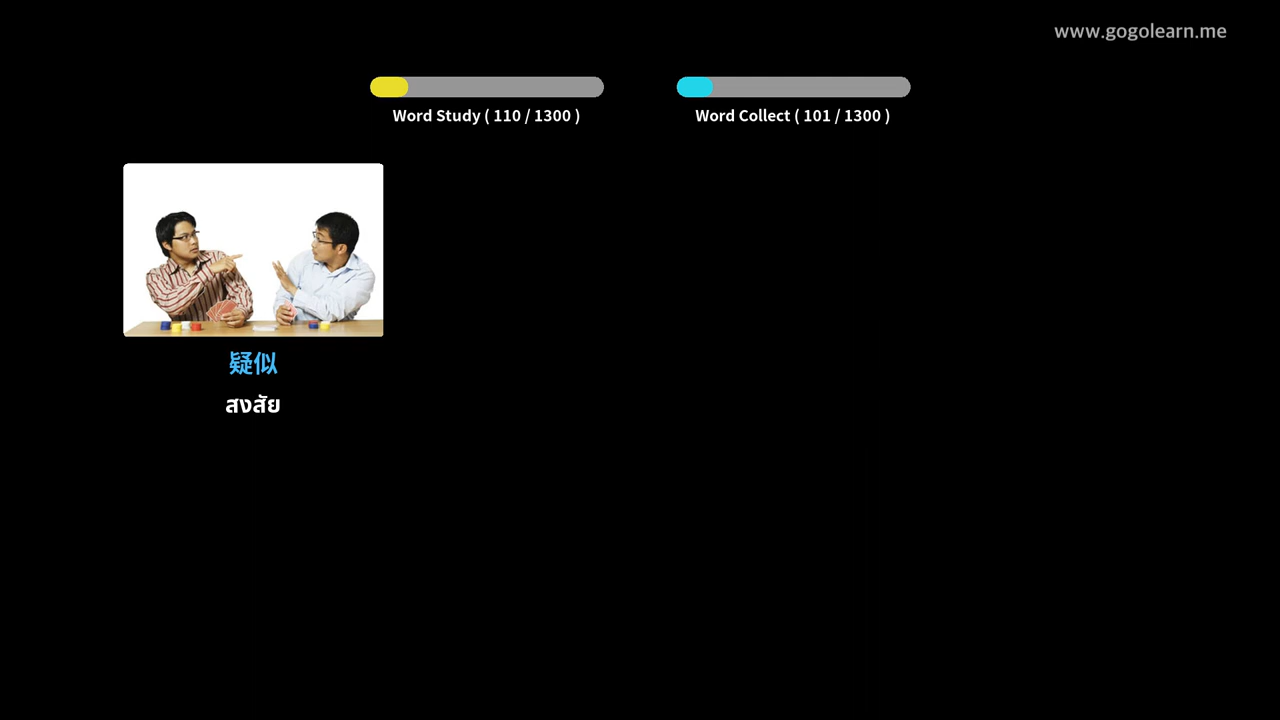 www.gogolearn.me
Word Study ( 110 / 1300 )
Word Collect ( 101 / 1300 )
疑似
สงสัย